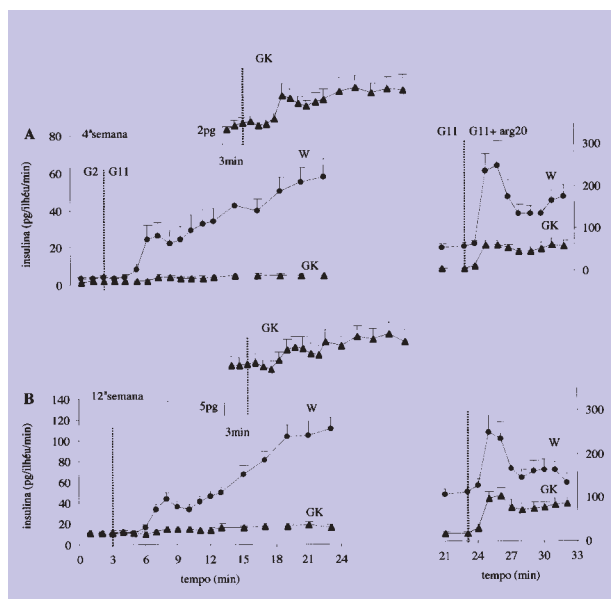 GK
A
4ªsemana
2pg
3min
80
60
40
20
0
G2
G11
W
GK
insulina (pg/ilhéu/min)
G11
G11+ arg20
300
200
100
0
W
GK
GK
B
12ªsemana
5pg
3min
140
120
100
80
60
40
20
0
W
GK
insulina (pg/ilhéu/min)
0 3 6 9 12 15 18 21 24
tempo (min)
300
200
100
0
W
GK
21 24 27 30 33
tempo (min)